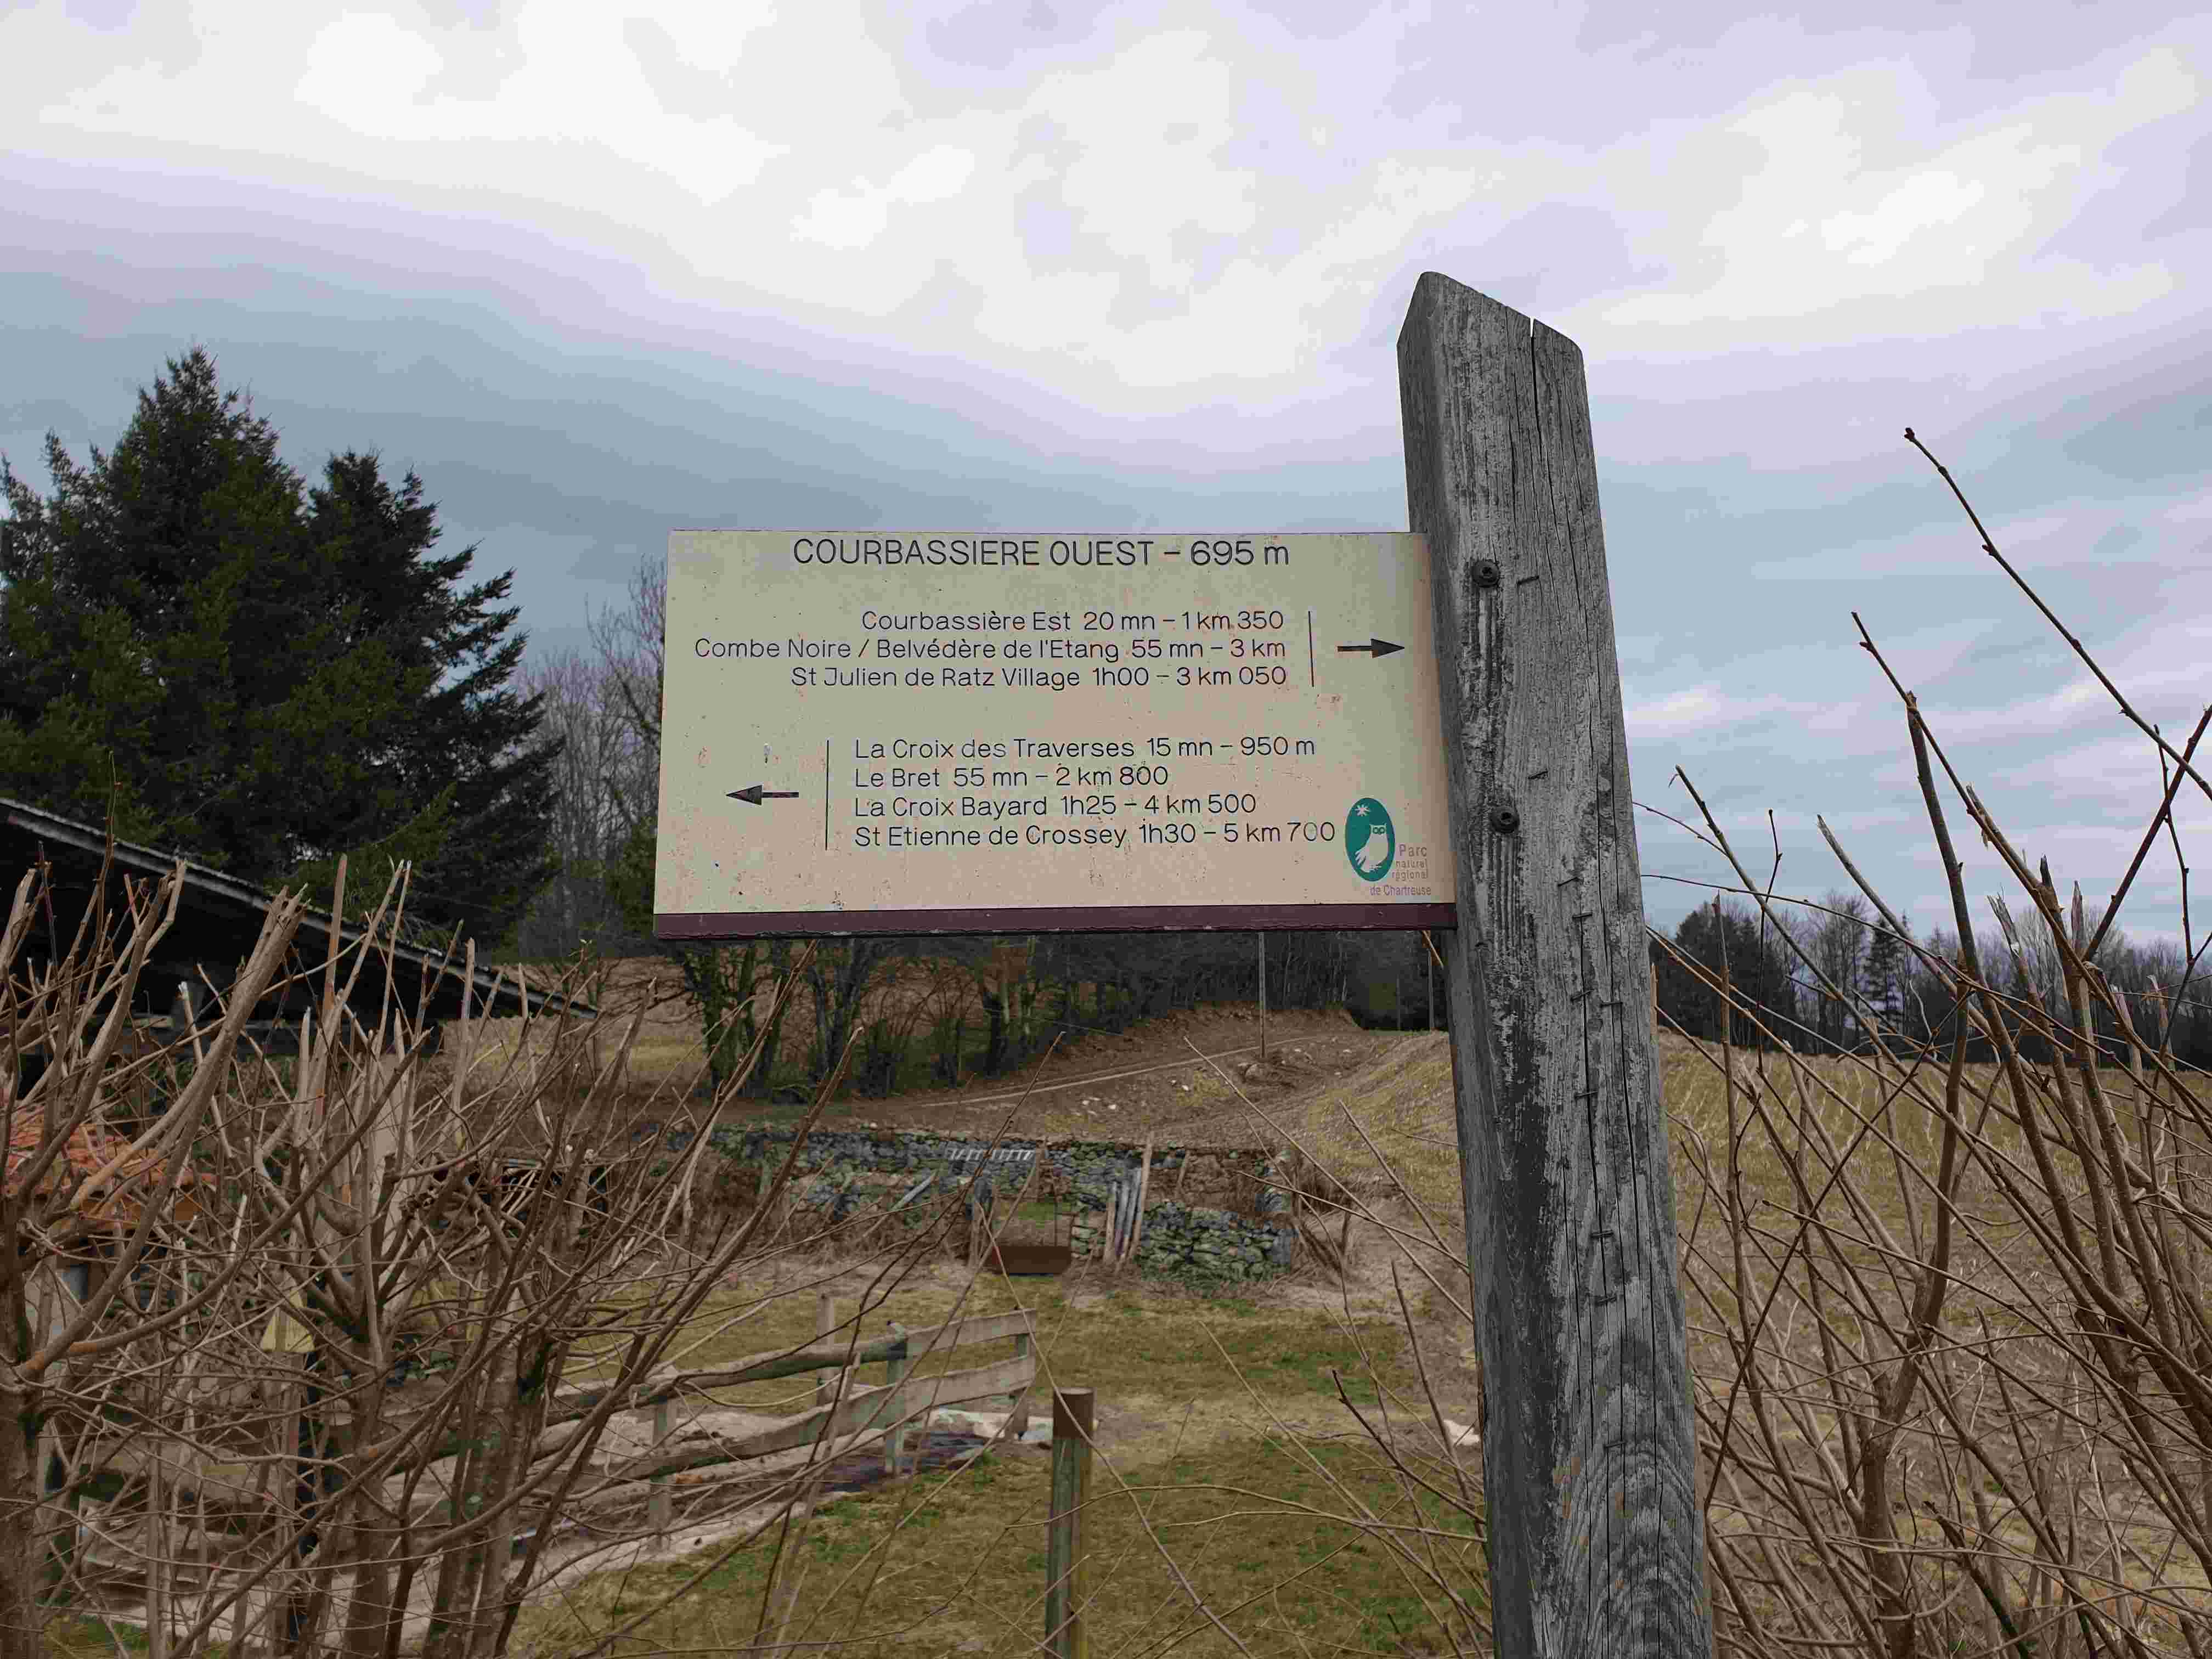 COURBASSIERE OUEST – 695 m
Courbassière Est 20 mn – 1 km 350
Combe Noire / Belvédère de l'Etang 55 mn – 3 km
St Julien de Ratz Village 1h00 – 3 km 050
La Croix des Traverses 15 mn – 950 m
Le Bret 55 mn – 2 km 800
La Croix Bayard 1h25 – 4 km 500
St Etienne de Crossey 1h30 – 5 km 700
Parc
naturel
régional
de Chartreuse